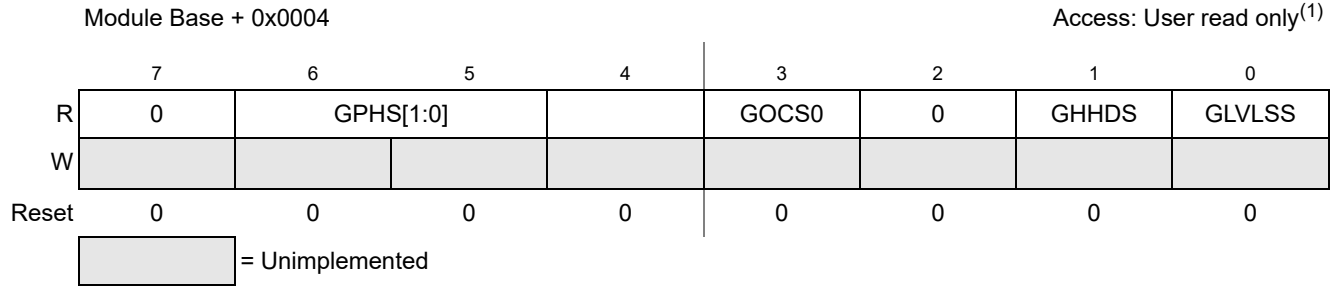 Module Base + 0x0004 Access: User read only(1)
7 6 5 4 3 2 1 0
R 0 GPHS[1:0] GOCS0 0 GHHDS GLVLSS
W
Reset 0 0 0 0 0 0 0 0
= Unimplemented